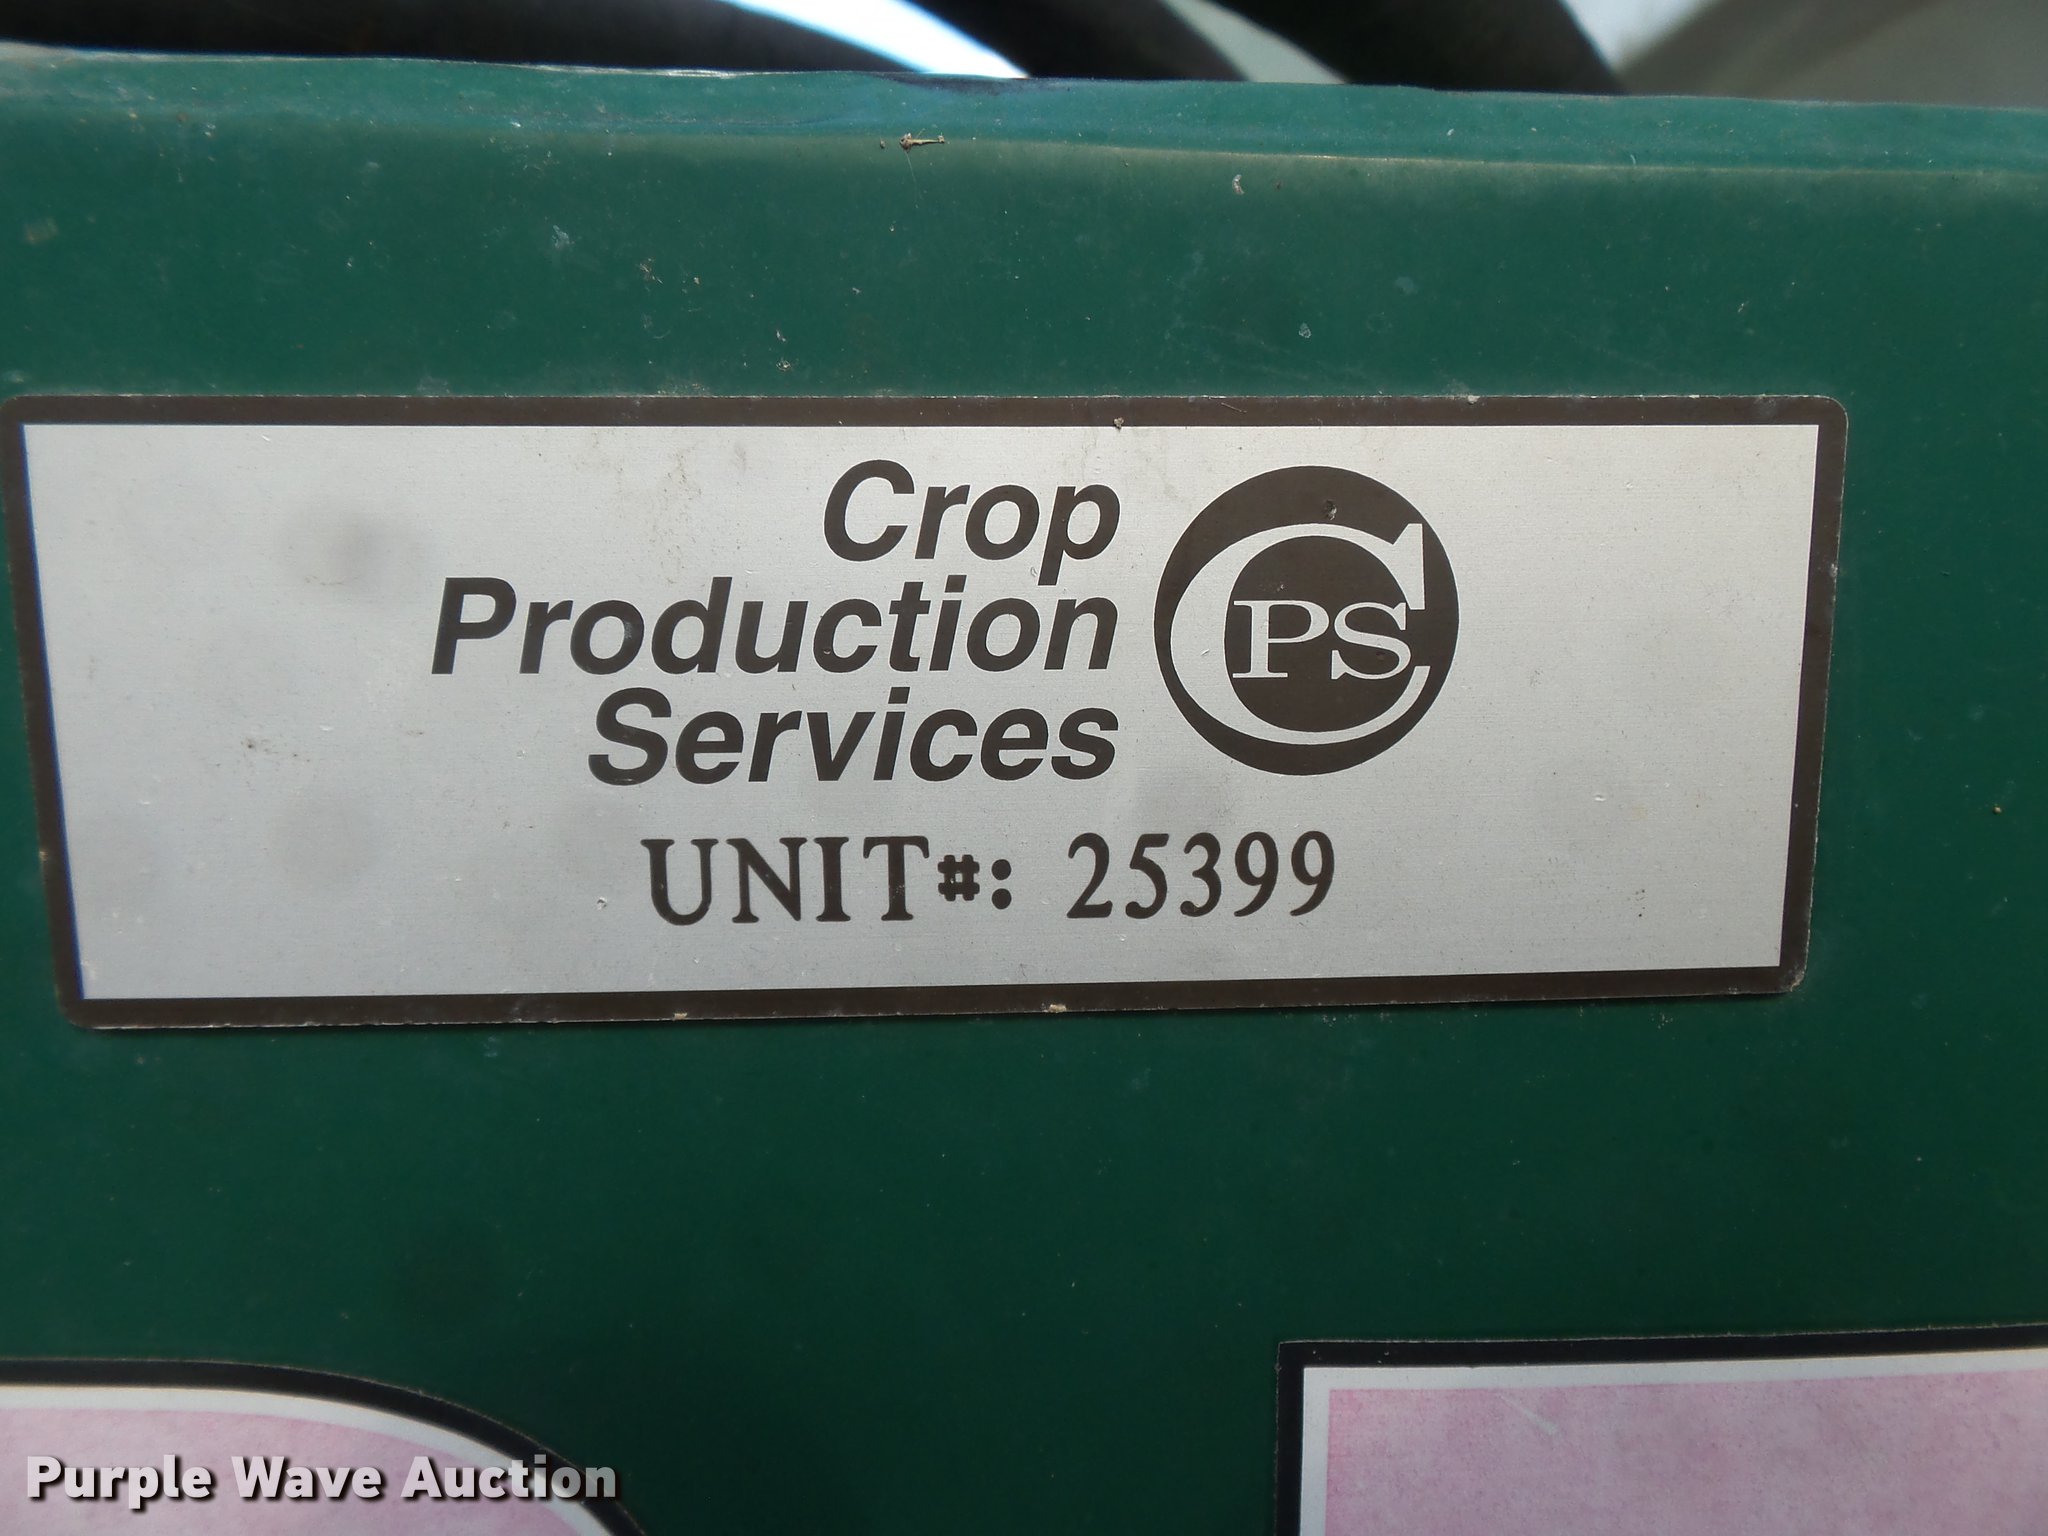 Crop
Production
Services
CPS
UNIT#: 25399
Purple Wave Auction